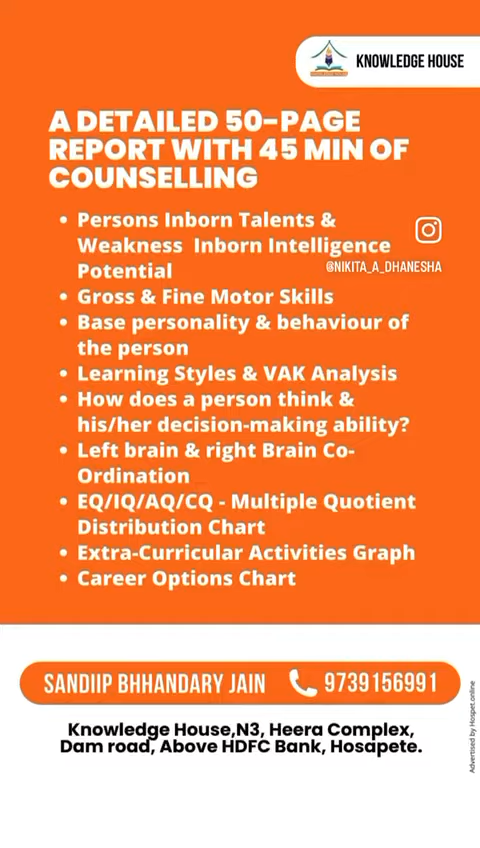 KNOWLEDGE HOUSE
A DETAILED 50-PAGE
REPORT WITH 45 MIN OF
COUNSELLING
• Persons Inborn Talents &
Weakness Inborn Intelligence
Potential
@NIKITA_A_DHANESHA
• Gross & Fine Motor Skills
• Base personality & behaviour of
the person
• Learning Styles & VAK Analysis
• How does a person think &
his/her decision-making ability?
• Left brain & right Brain Co-
Ordination
• EQ/IQ/AQ/CQ - Multiple Quotient
Distribution Chart
• Extra-Curricular Activities Graph
• Career Options Chart
SANDIIP BHHANDARY JAIN 9739156991
Knowledge House,N3, Heera Complex,
Dam road, Above HDFC Bank, Hosapete.
Advertised by Hospet.online